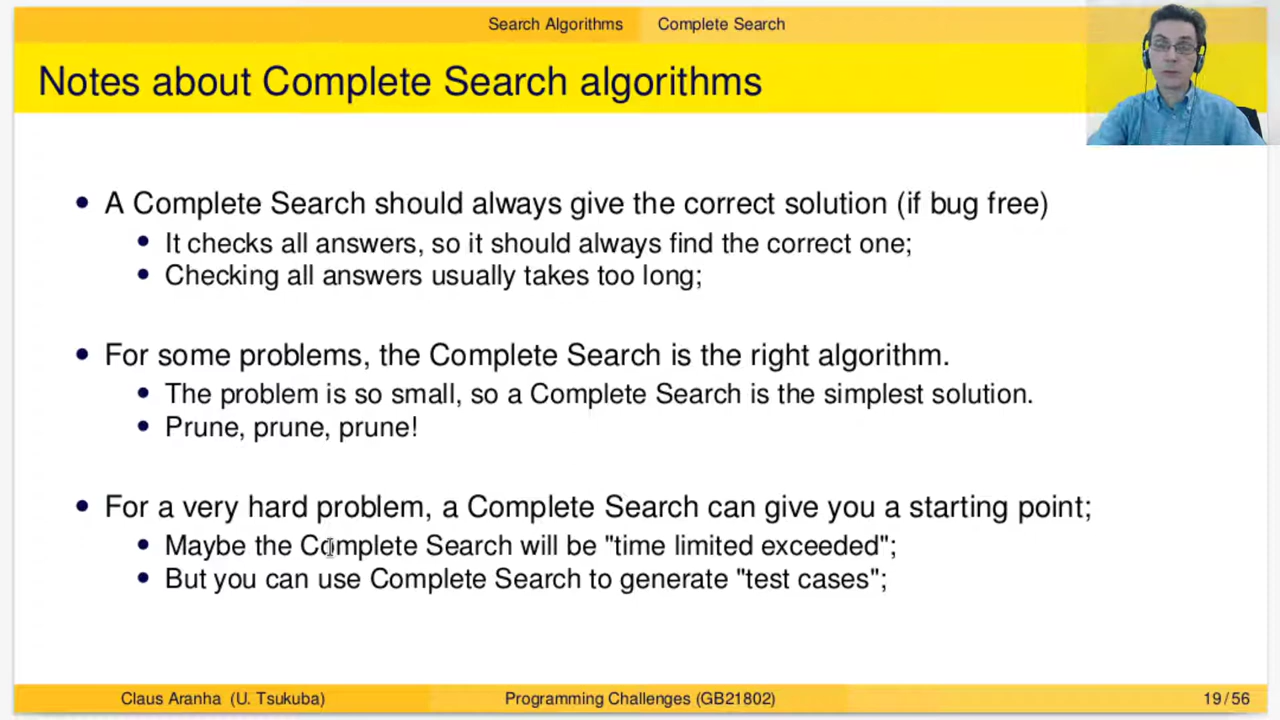 Search Algorithms Complete Search
Notes about Complete Search algorithms
A Complete Search should always give the correct solution (if bug free)
It checks all answers, so it should always find the correct one;
Checking all answers usually takes too long;
For some problems, the Complete Search is the right algorithm.
The problem is so small, so a Complete Search is the simplest solution.
Prune, prune, prune!
For a very hard problem, a Complete Search can give you a starting point;
Maybe the Complete Search will be "time limited exceeded";
But you can use Complete Search to generate "test cases";
Claus Aranha (U. Tsukuba) Programming Challenges (GB21802) 19/56